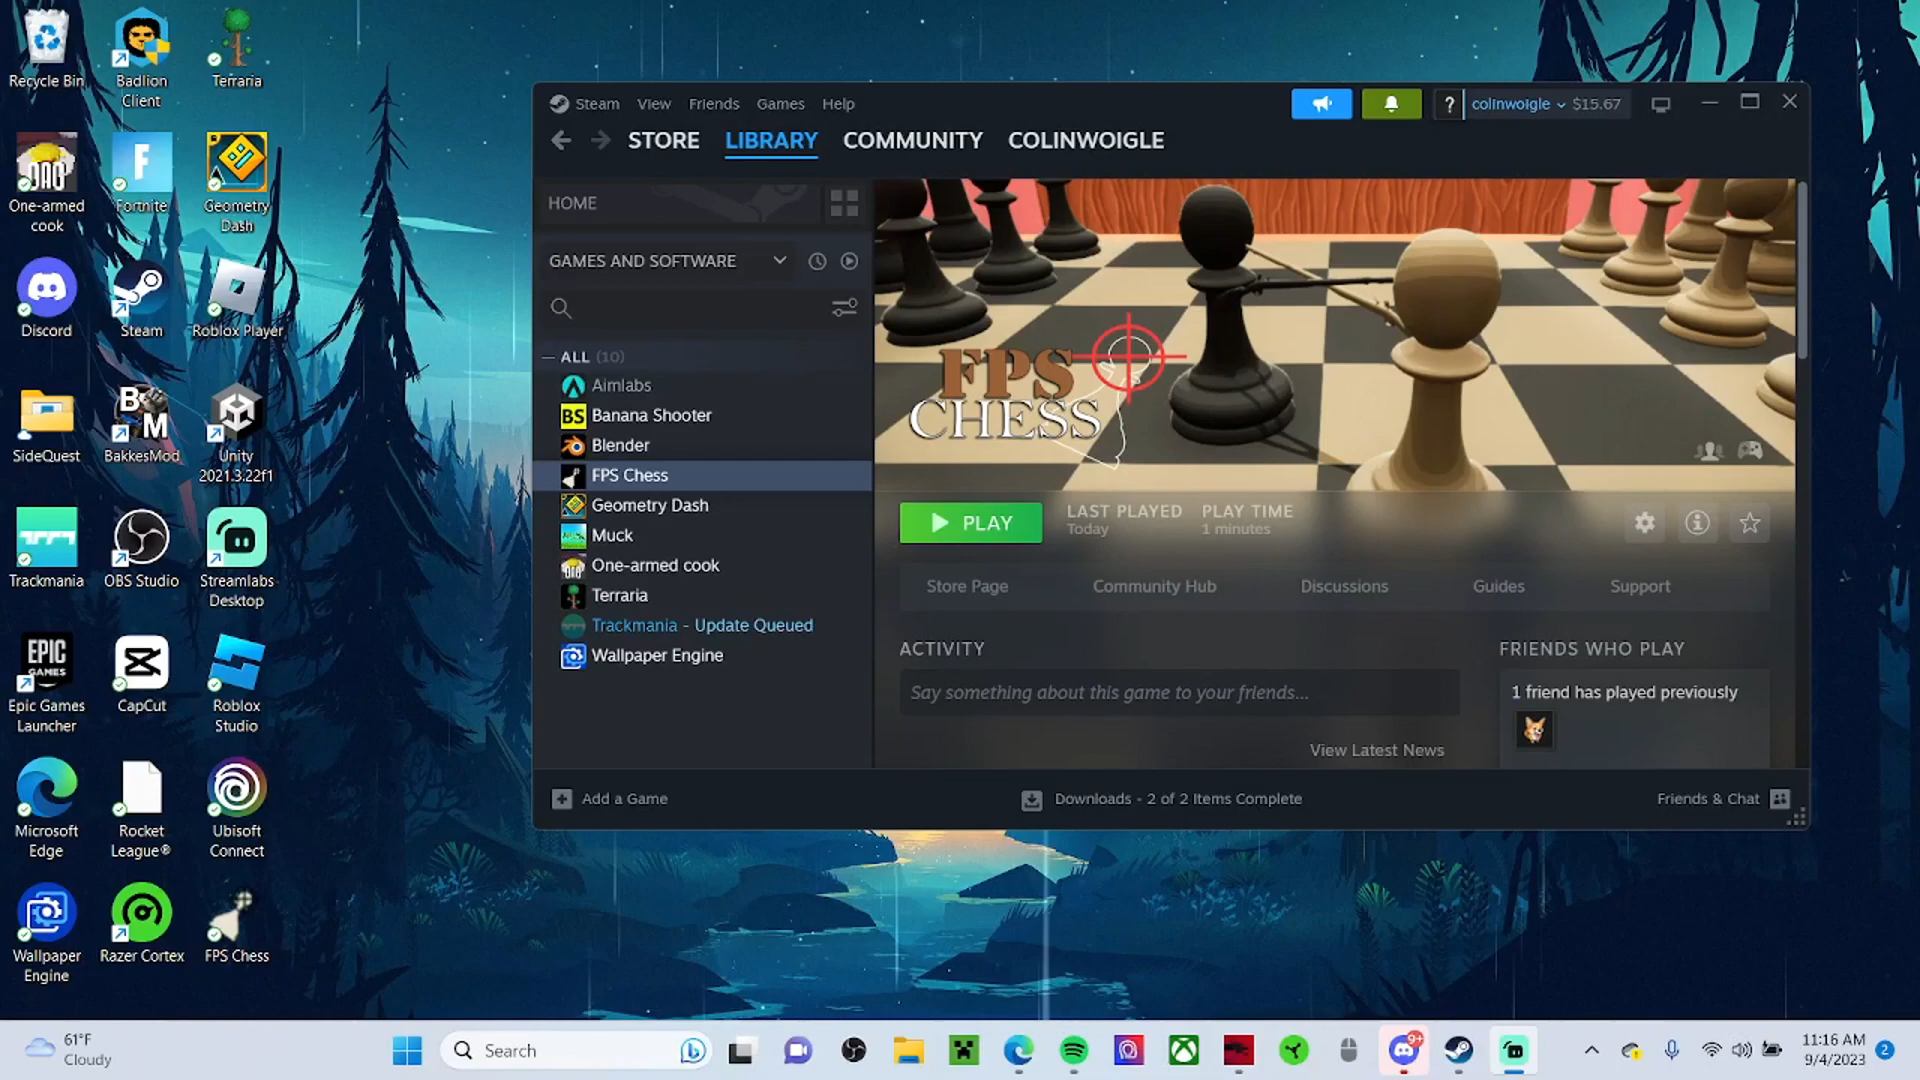 Recycle Bin
Badlion
Client
Terraria
One-armed
cook
Fortnite
Geometry
Dash
Discord
Steam
Roblox Player
SideQuest
BakkesMod
Unity
2021.3.22f1
Trackmania
OBS Studio
Streamlabs
Desktop
EPIC
GAMES
Epic Games
Launcher
CapCut
Roblox
Studio
Microsoft
Edge
Rocket
League®
Ubisoft
Connect
Wallpaper
Engine
Razer Cortex
FPS Chess
Steam View Friends Games Help
? colinwoigle $15.67
STORE LIBRARY COMMUNITY COLINWOIGLE
HOME
GAMES AND SOFTWARE
ALL (10)
Aimlabs
BS Banana Shooter
Blender
FPS Chess
Geometry Dash
Muck
One-armed cook
Terraria
Trackmania - Update Queued
Wallpaper Engine
FPS
CHESS
PLAY
LAST PLAYED
Today
PLAY TIME
1 minutes
Store Page Community Hub Discussions Guides Support
ACTIVITY
Say something about this game to your friends...
View Latest News
FRIENDS WHO PLAY
1 friend has played previously
Add a Game
Downloads - 2 of 2 Items Complete
Friends & Chat
61°F
Cloudy
Search
9+
11:16 AM
9/4/2023
2